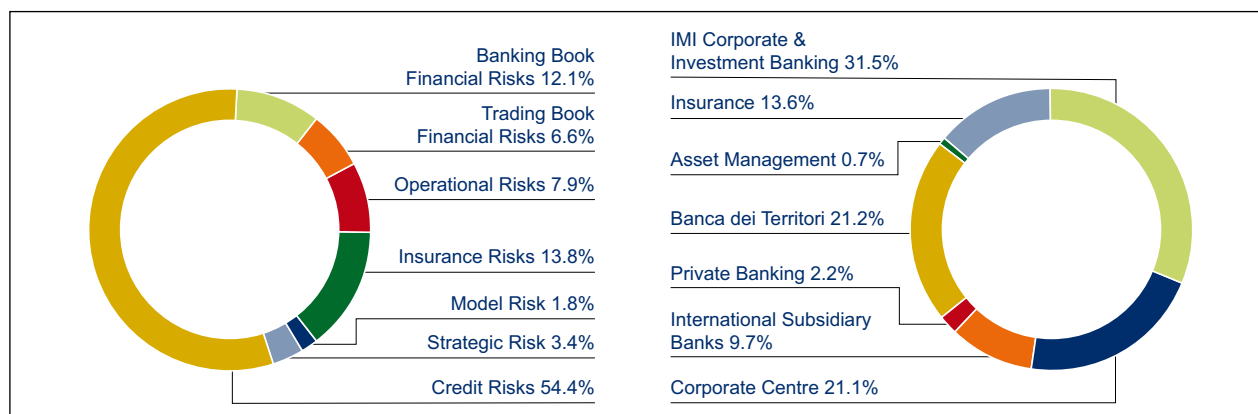 Banking Book
Financial Risks 12.1%
Trading Book
Financial Risks 6.6%
Operational Risks 7.9%
Insurance Risks 13.8%
Model Risk 1.8%
Strategic Risk 3.4%
Credit Risks 54.4%
IMI Corporate &
Investment Banking 31.5%
Insurance 13.6%
Asset Management 0.7%
Banca dei Territori 21.2%
Private Banking 2.2%
International Subsidiary
Banks 9.7%
Corporate Centre 21.1%